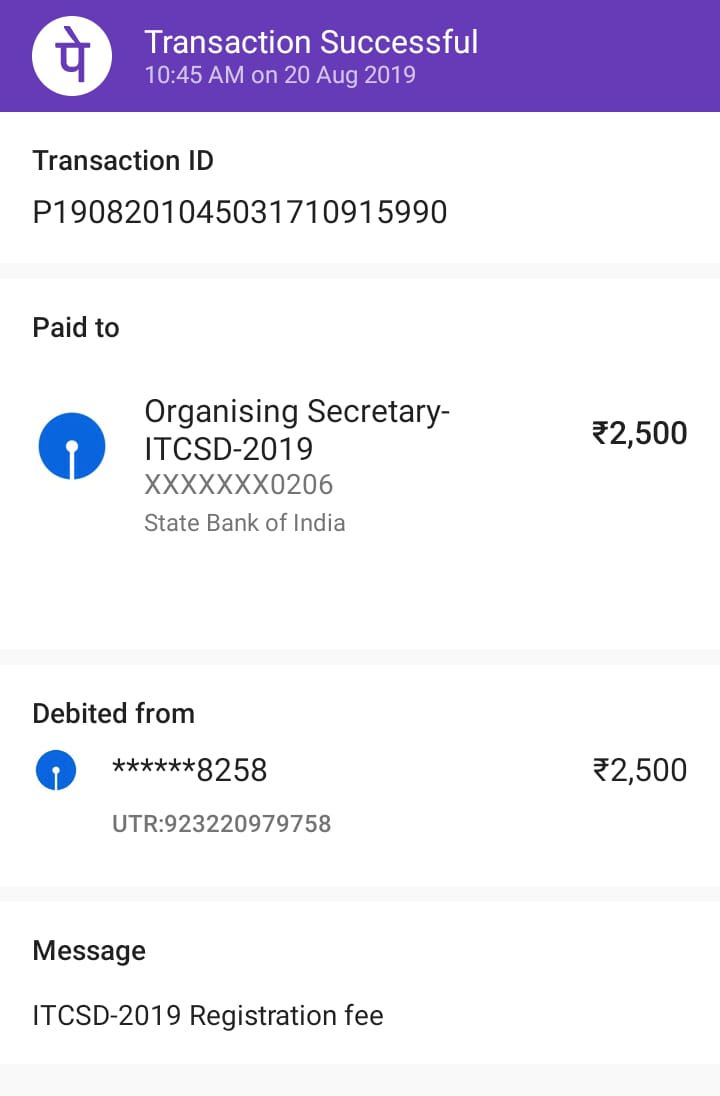 पे
Transaction Successful
10:45 AM on 20 Aug 2019
Transaction ID
P1908201045031710915990
Paid to
Organising Secretary-
ITCSD-2019
₹2,500
XXXXXXX0206
State Bank of India
Debited from
******8258
₹2,500
UTR:923220979758
Message
ITCSD-2019 Registration fee